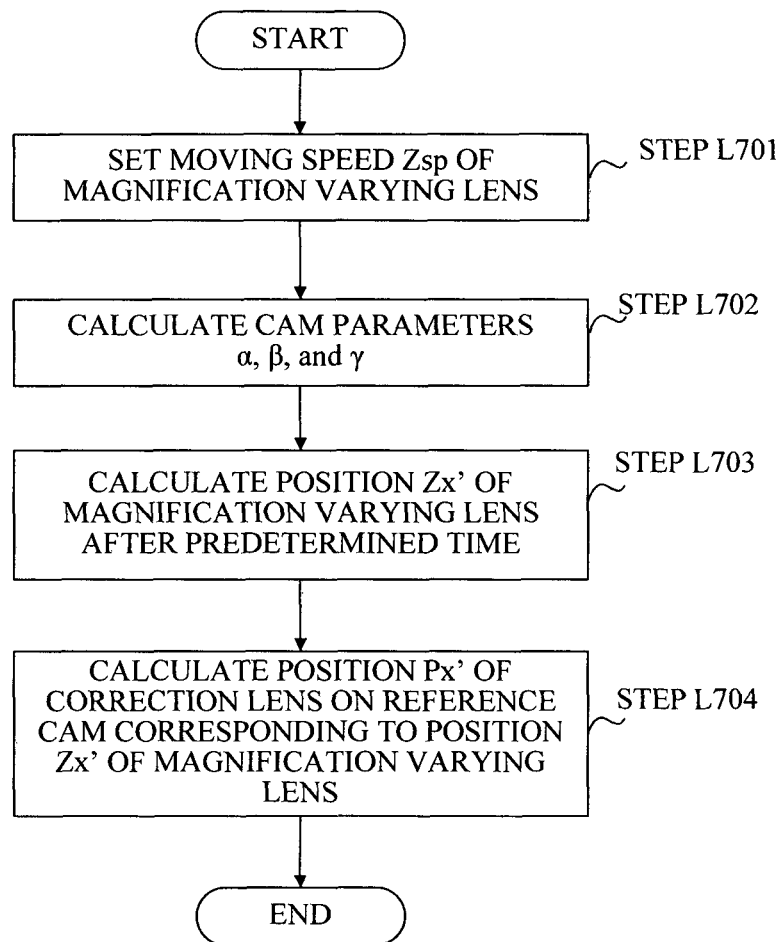 START
SET MOVING SPEED Zsp OF
MAGNIFICATION VARYING LENS
STEP L701
CALCULATE CAM PARAMETERS
α, β, and γ
STEP L702
CALCULATE POSITION Zx’ OF
MAGNIFICATION VARYING LENS
AFTER PREDETERMINED TIME
STEP L703
CALCULATE POSITION Px’ OF
CORRECTION LENS ON REFERENCE
CAM CORRESPONDING TO POSITION
Zx’ OF MAGNIFICATION VARYING
LENS
STEP L704
END